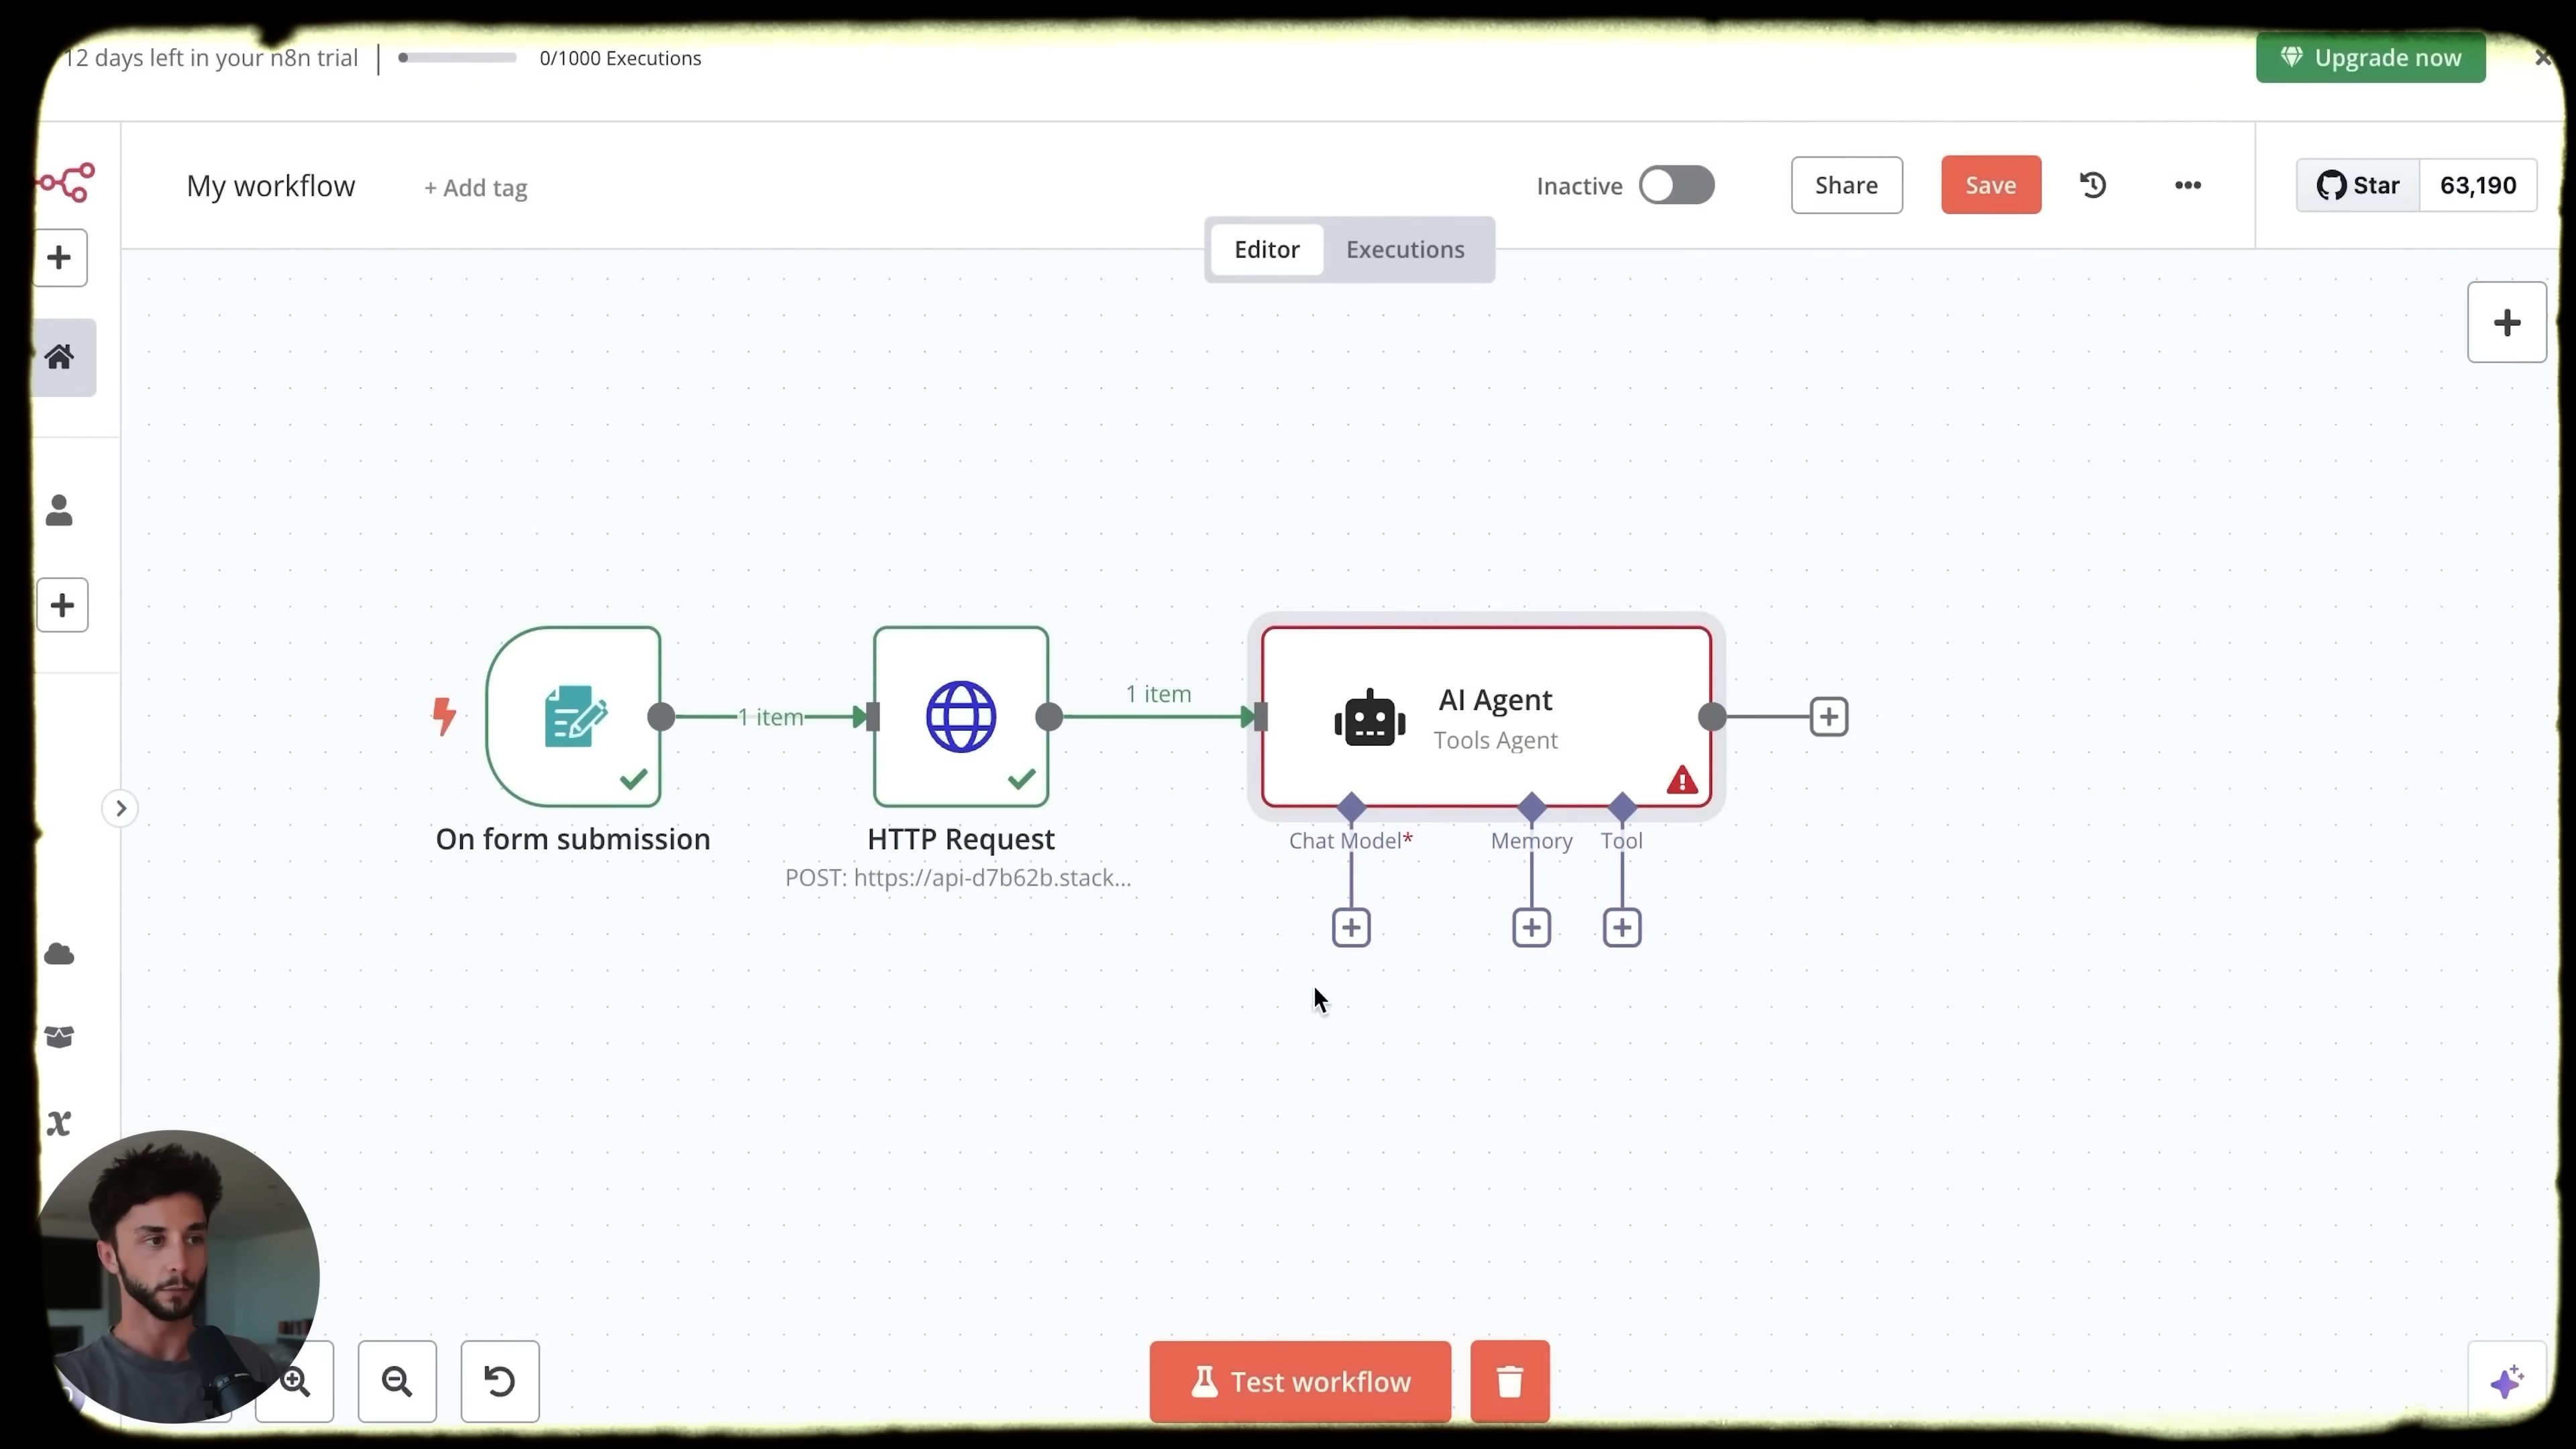 12 days left in your n8n trial
0/1000 Executions
Upgrade now
My workflow
+ Add tag
Inactive
Share
Save
Star
63,190
Editor
Executions
1 item
1 item
AI Agent
Tools Agent
On form submission
HTTP Request
POST: https://api-d7b62b.stack...
Chat Model*
Memory
Tool
x
Test workflow